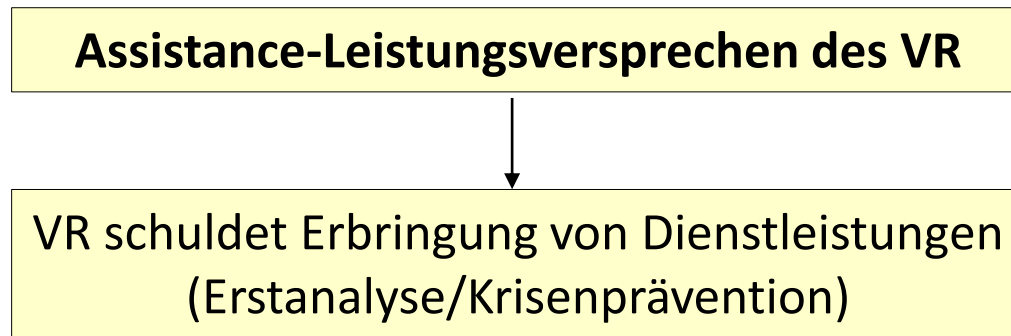 Assistance-Leistungsversprechen des VR
VR schuldet Erbringung von Dienstleistungen
(Erstanalyse/Krisenprävention)